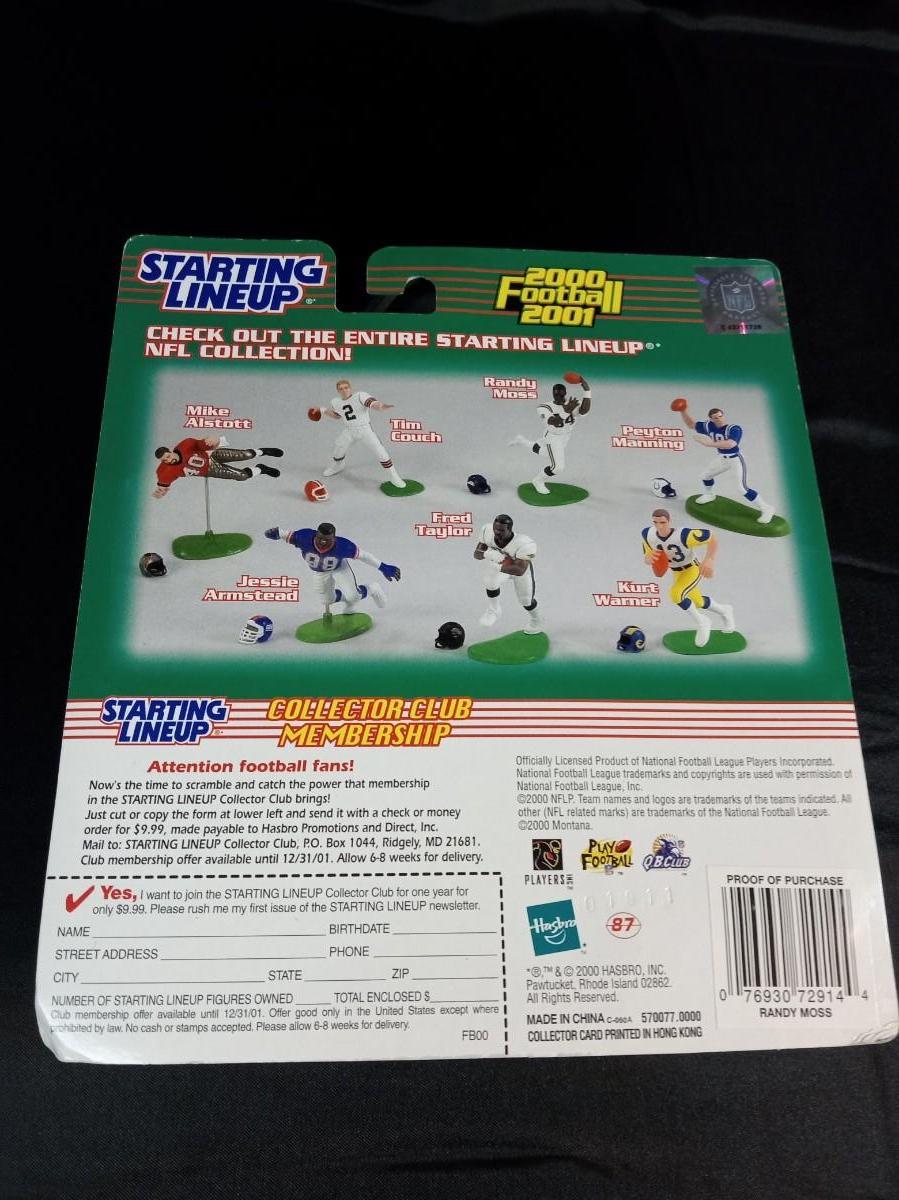 STARTING
LINEUP®*
2000
Football
2001
NFL
CHECK OUT THE ENTIRE STARTING LINEUP®*
NFL COLLECTION!
Mike
Alstott
Tim
Couch
Randy
Moss
Peyton
Manning
40
2
Jessie
Armstead
Fred
Taylor
Kurt
Warner
98
13
STARTING
LINEUP®*
COLLECTOR CLUB
MEMBERSHIP
Attention football fans!
Now's the time to scramble and catch the power that membership
in the STARTING LINEUP Collector Club brings!
Just cut or copy the form at lower left and send it with a check or money
order for $9.99, made payable to Hasbro Promotions and Direct, Inc.
Mail to: STARTING LINEUP Collector Club, P.O. Box 1044, Ridgely, MD 21681.
Club membership offer available until 12/31/01. Allow 6-8 weeks for delivery.
Yes, I want to join the STARTING LINEUP Collector Club for one year for
only $9.99. Please rush me my first issue of the STARTING LINEUP newsletter.
NAME BIRTHDATE
STREET ADDRESS PHONE
CITY STATE ZIP
NUMBER OF STARTING LINEUP FIGURES OWNED TOTAL ENCLOSED $
Club membership offer available until 12/31/01. Offer good only in the United States except where
prohibited by law. No cash or stamps accepted. Please allow 6-8 weeks for delivery.
FB00
Officially Licensed Product of National Football League Players Incorporated.
National Football League trademarks and copyrights are used with permission of
National Football League, Inc.
©2000 NFLP. Team names and logos are trademarks of the teams indicated. All
other (NFL related marks) are trademarks of the National Football League.
©2000 Montana.
PLAYERS INC
PLAY
FOOTBALL
Q.B.CLUB
Hasbro
87
*®,™ & © 2000 HASBRO, INC.
Pawtucket, Rhode Island 02862.
All Rights Reserved.
MADE IN CHINA C-060A 570077.0000
COLLECTOR CARD PRINTED IN HONG KONG
PROOF OF PURCHASE
0 76930 72914 4
RANDY MOSS